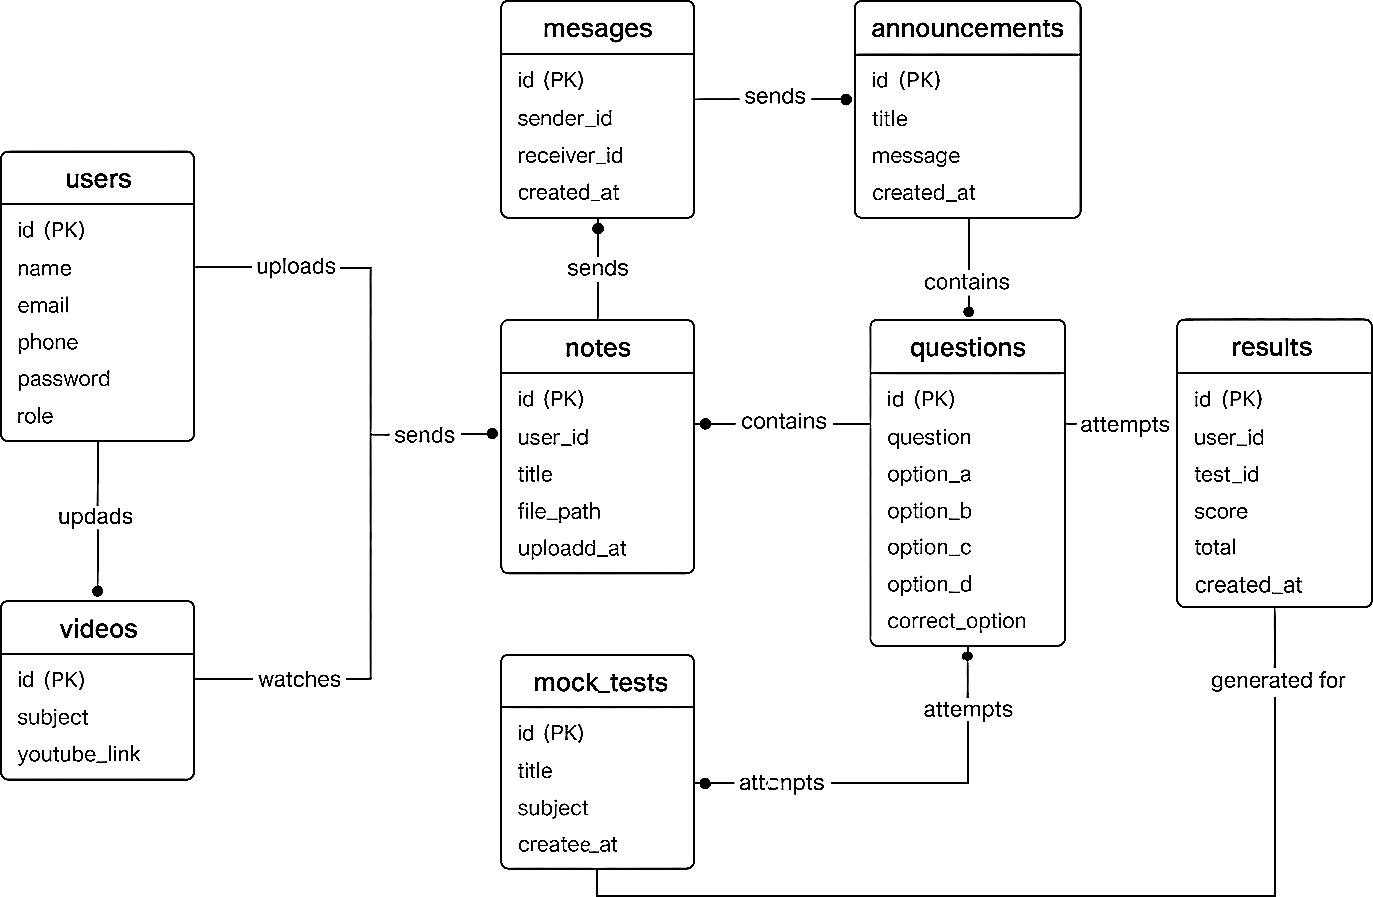 mesages
id (PK)
sender_id
receiver_id
created_at
sends
announcements
id (PK)
title
message
created_at
users
id (PK)
name
email
phone
password
role
uploads
sends
contains
sends
notes
id (PK)
user_id
title
file_path
uploadd_at
contains
questions
id (PK)
question
option_a
option_b
option_c
option_d
correct_option
attempts
results
id (PK)
user_id
test_id
score
total
created_at
updads
videos
id (PK)
subject
youtube_link
watches
mock_tests
id (PK)
title
subject
createe_at
attempts
generated for